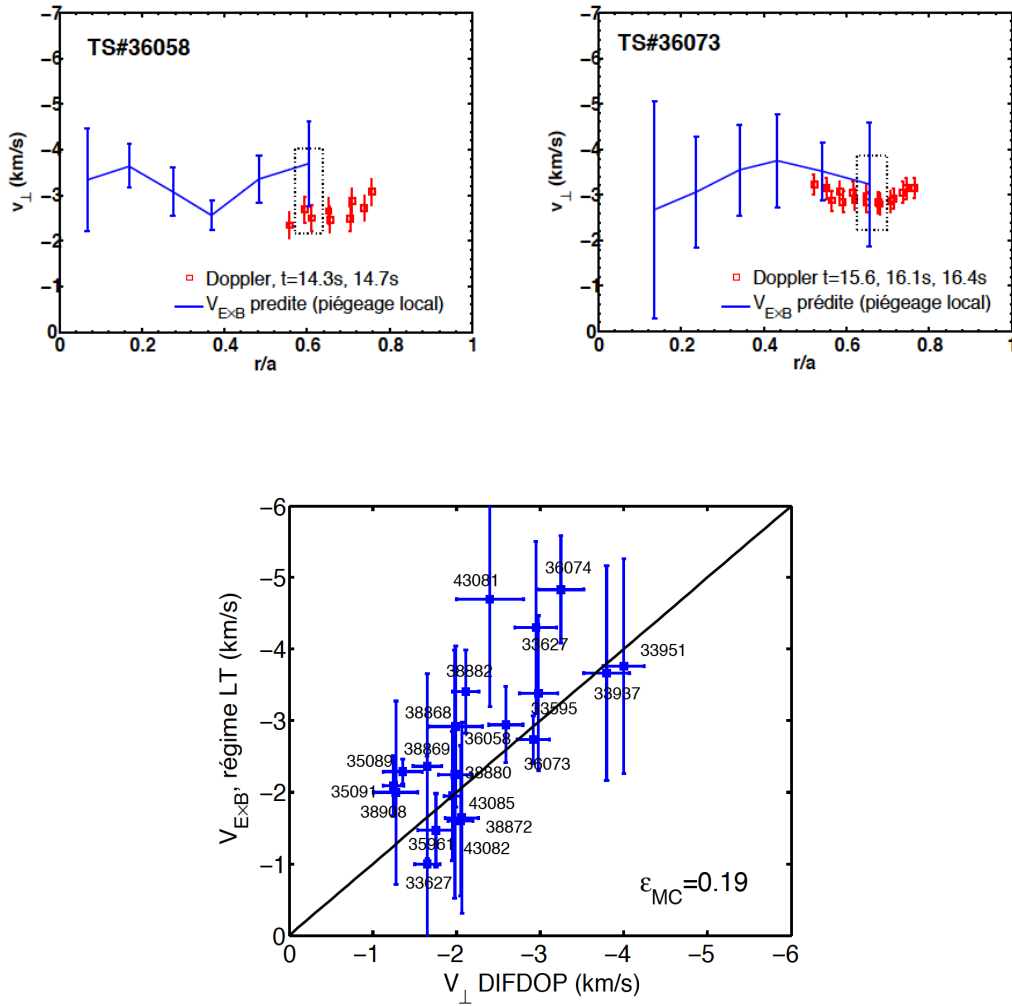 −7
−6
−5
−4
−3
−2
−1
0
v⊥ (km/s)
TS#36058
Doppler, t=14.3s, 14.7s
V_E×B predite (piégeage local)
0 0.2 0.4 0.6 0.8 1
r/a
−7
−6
−5
−4
−3
−2
−1
0
v⊥ (km/s)
TS#36073
Doppler t=15.6, 16.1s, 16.4s
V_E×B prédite (piégeage local)
0 0.2 0.4 0.6 0.8 1
r/a
−6
−5
−4
−3
−2
−1
0
V_E×B, régime LT (km/s)
43081
36074
33627
33951
38882
33937
33595
38868
36058
38869
36073
35089
38880
35091
43085
38908
38872
35961
43082
33627
ε_MC=0.19
0 −1 −2 −3 −4 −5 −6
V⊥ DIFDOP (km/s)